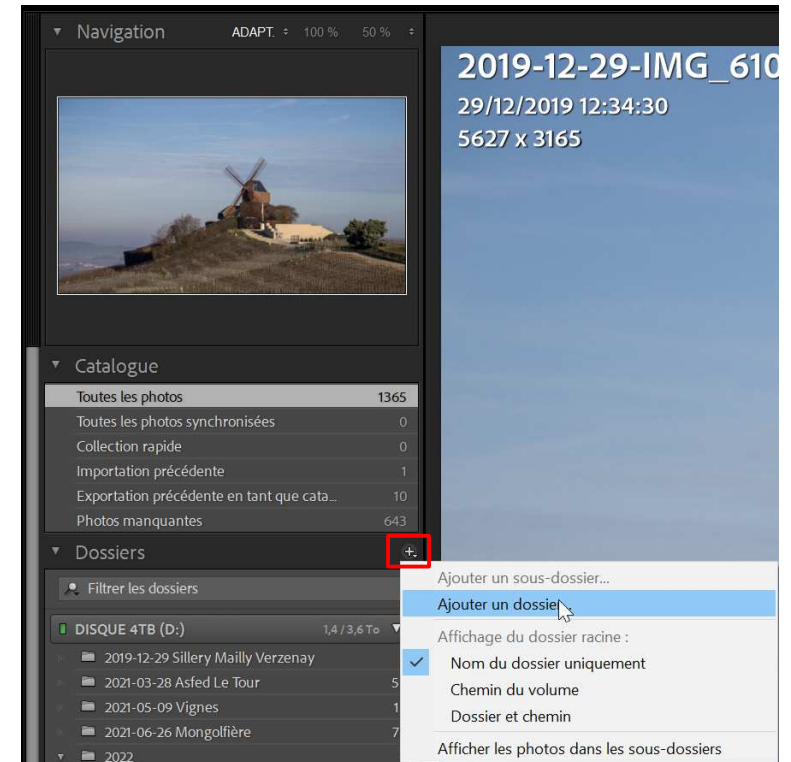 Navigation ADAPT. 100 % 50 %
2019-12-29-IMG_610
29/12/2019 12:34:30
5627 x 3165
Catalogue
Toutes les photos 1365
Toutes les photos synchronisées 0
Collection rapide 0
Importation précédente 1
Exportation précédente en tant que cata... 10
Photos manquantes 643
Dossiers
Filtrer les dossiers
DISQUE 4TB (D:) 1,4 / 3,6 To
2019-12-29 Sillery Mailly Verzenay
2021-03-28 Asfed Le Tour 5
2021-05-09 Vignes 1
2021-06-26 Mongolfière 7
2022
Ajouter un sous-dossier...
Ajouter un dossier...
Affichage du dossier racine :
Nom du dossier uniquement
Chemin du volume
Dossier et chemin
Afficher les photos dans les sous-dossiers